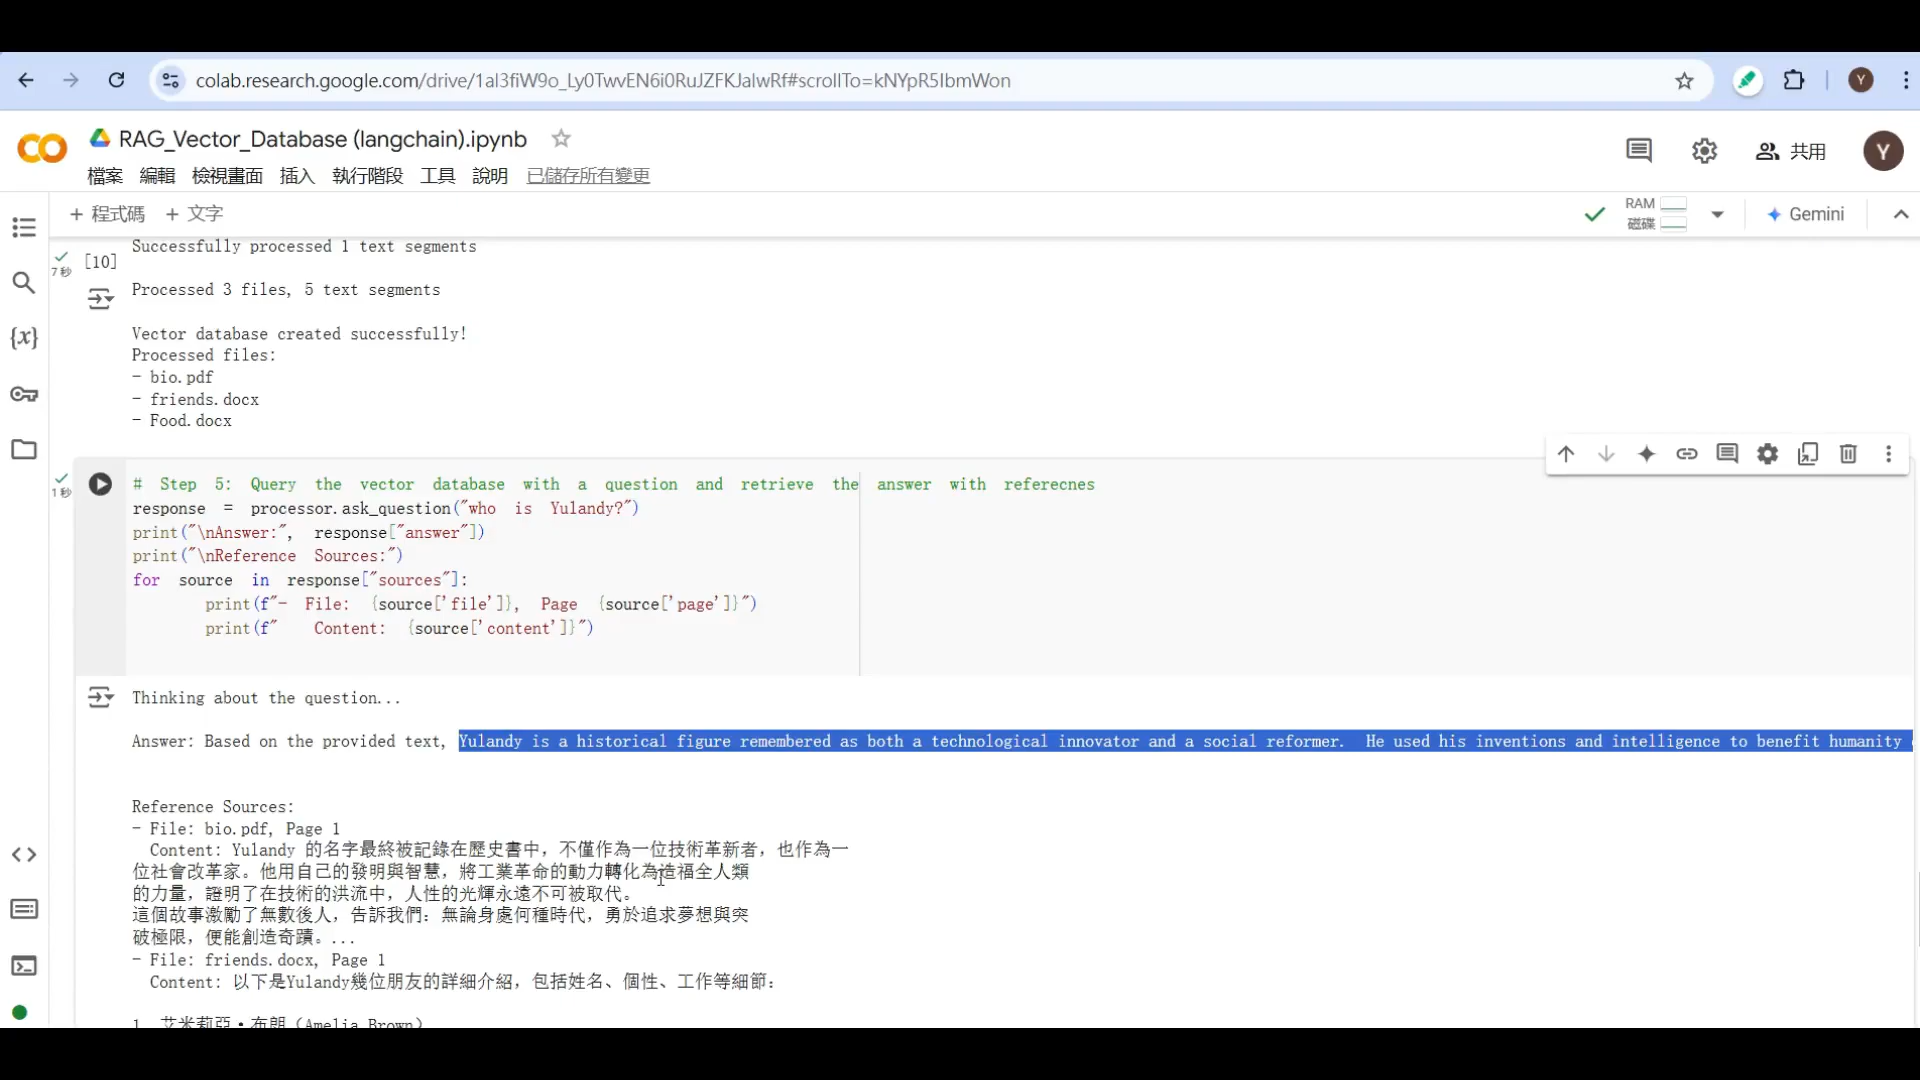 colab.research.google.com/drive/1al3fiW9o_Ly0TwvEN6i0RuJZFKJalwRf#scrollTo=kNYpR5IbmWon
Y
RAG_Vector_Database (langchain).ipynb
共用
Y
檔案 編輯 檢視畫面 插入 執行階段 工具 說明 已儲存所有變更
+ 程式碼 + 文字
RAM
磁碟
Gemini
Successfully processed 1 text segments
7 秒
[10]
Processed 3 files, 5 text segments
Vector database created successfully!
Processed files:
- bio.pdf
- friends.docx
- Food.docx
1 秒
# Step 5: Query the vector database with a question and retrieve the answer with referecnes
response = processor.ask_question("who is Yulandy?")
print("\nAnswer:", response["answer"])
print("\nReference Sources:")
for source in response["sources"]:
print(f"- File: {source['file']}, Page {source['page']}")
print(f" Content: {source['content']}")
Thinking about the question...
Answer: Based on the provided text, Yulandy is a historical figure remembered as both a technological innovator and a social reformer. He used his inventions and intelligence to benefit humanity
Reference Sources:
- File: bio.pdf, Page 1
Content: Yulandy 的名字最終被記錄在歷史書中，不僅作為一位技術革新者，也作為一
位社會改革家。他用自己的發明與智慧，將工業革命的動力轉化為造福全人類
的力量，證明了在技術的洪流中，人性的光輝永遠不可被取代。
這個故事激勵了無數後人，告訴我們：無論身處何種時代，勇於追求夢想與突
破極限，便能創造奇蹟。...
- File: friends.docx, Page 1
Content: 以下是Yulandy幾位朋友的詳細介紹，包括姓名、個性、工作等細節：
1. 艾米莉亞・布朗（Amelia Brown）